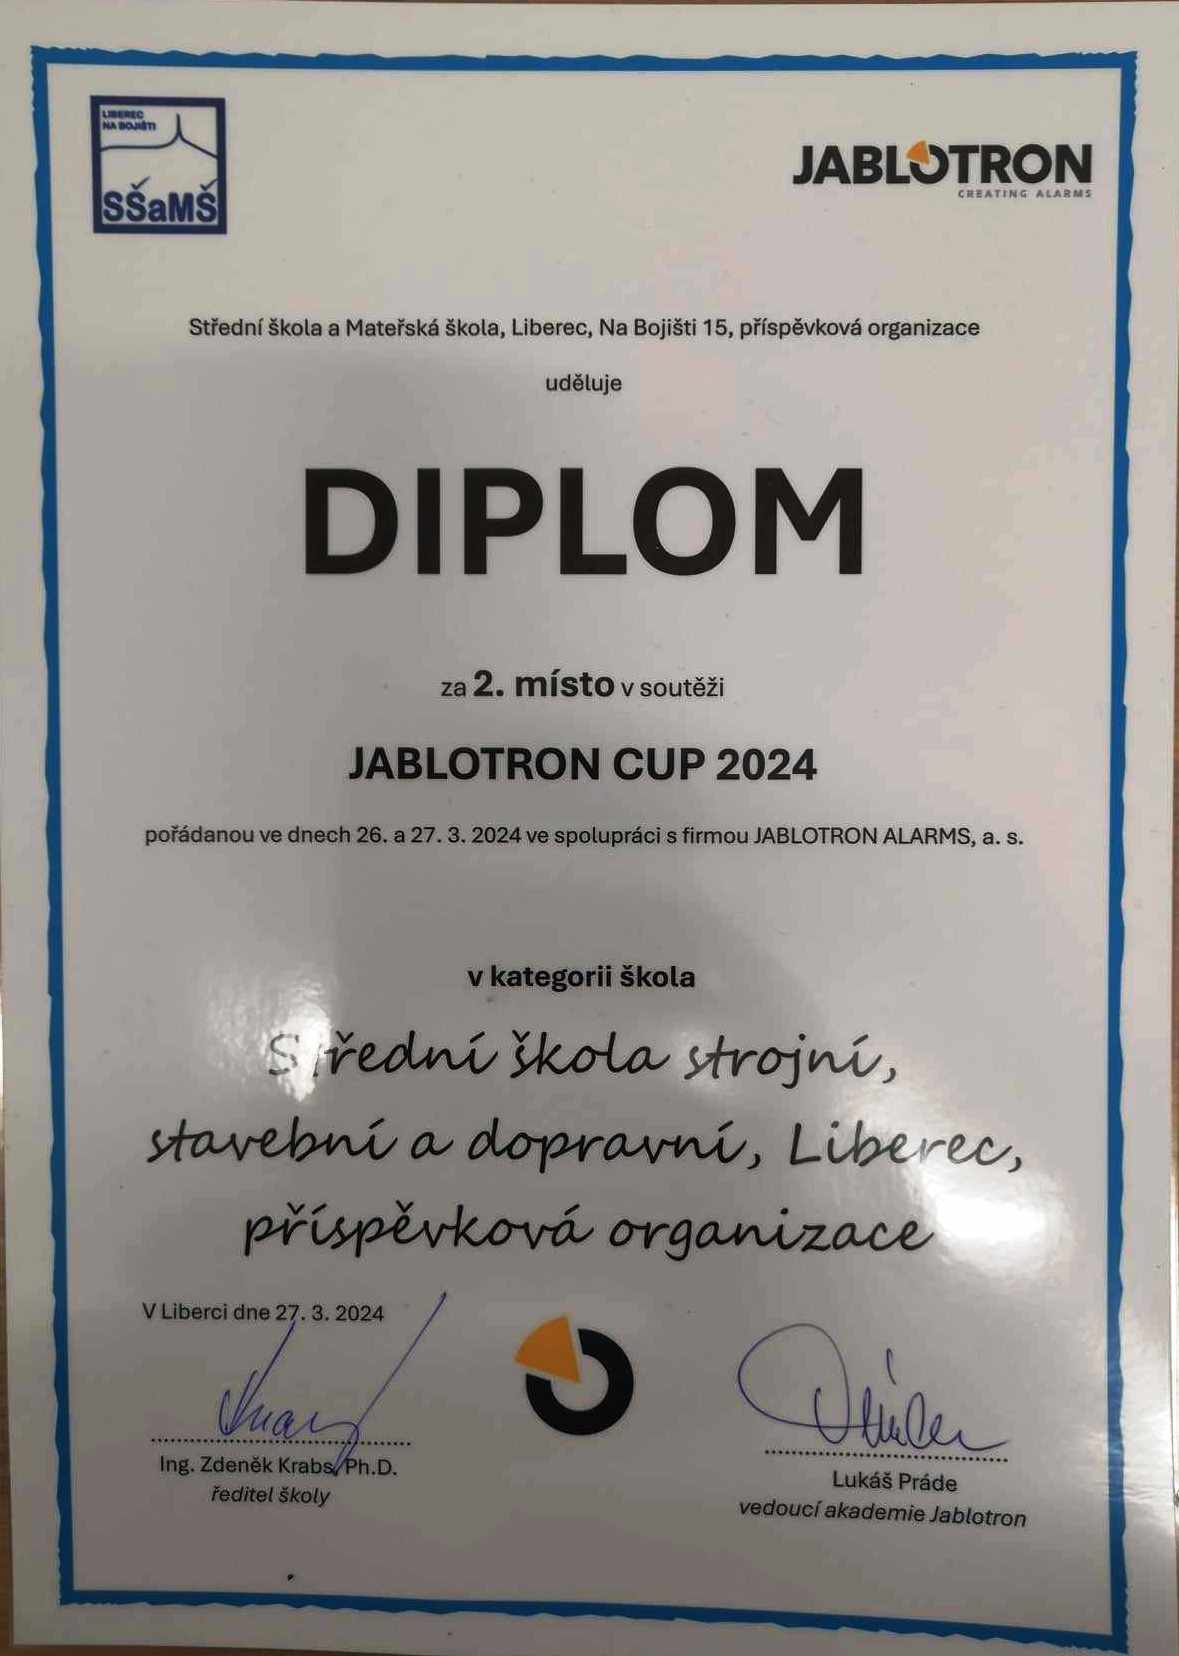 LIBEREC
NA BOJIŠTI
SŠaMŠ
JABLOTRON
CREATING ALARMS
Střední škola a Mateřská škola, Liberec, Na Bojišti 15, příspěvková organizace
uděluje
DIPLOM
za 2. místo v soutěži
JABLOTRON CUP 2024
pořádanou ve dnech 26. a 27. 3. 2024 ve spolupráci s firmou JABLOTRON ALARMS, a. s.
v kategorii škola
Střední škola strojní,
stavební a dopravní, Liberec,
příspěvková organizace
V Liberci dne 27. 3. 2024
Ing. Zdeněk Krabs, Ph.D.
ředitel školy
Lukáš Práde
vedoucí akademie Jablotron